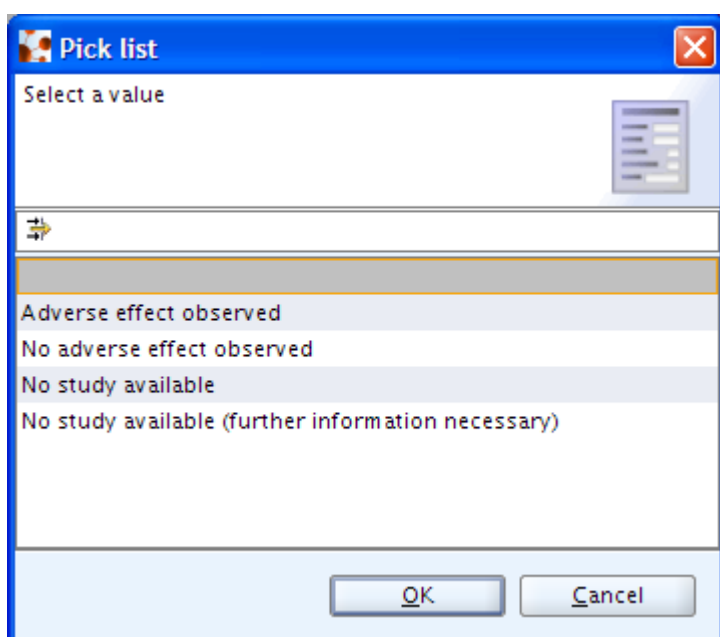 Pick list
Select a value
Adverse effect observed
No adverse effect observed
No study available
No study available (further information necessary)
OK
Cancel